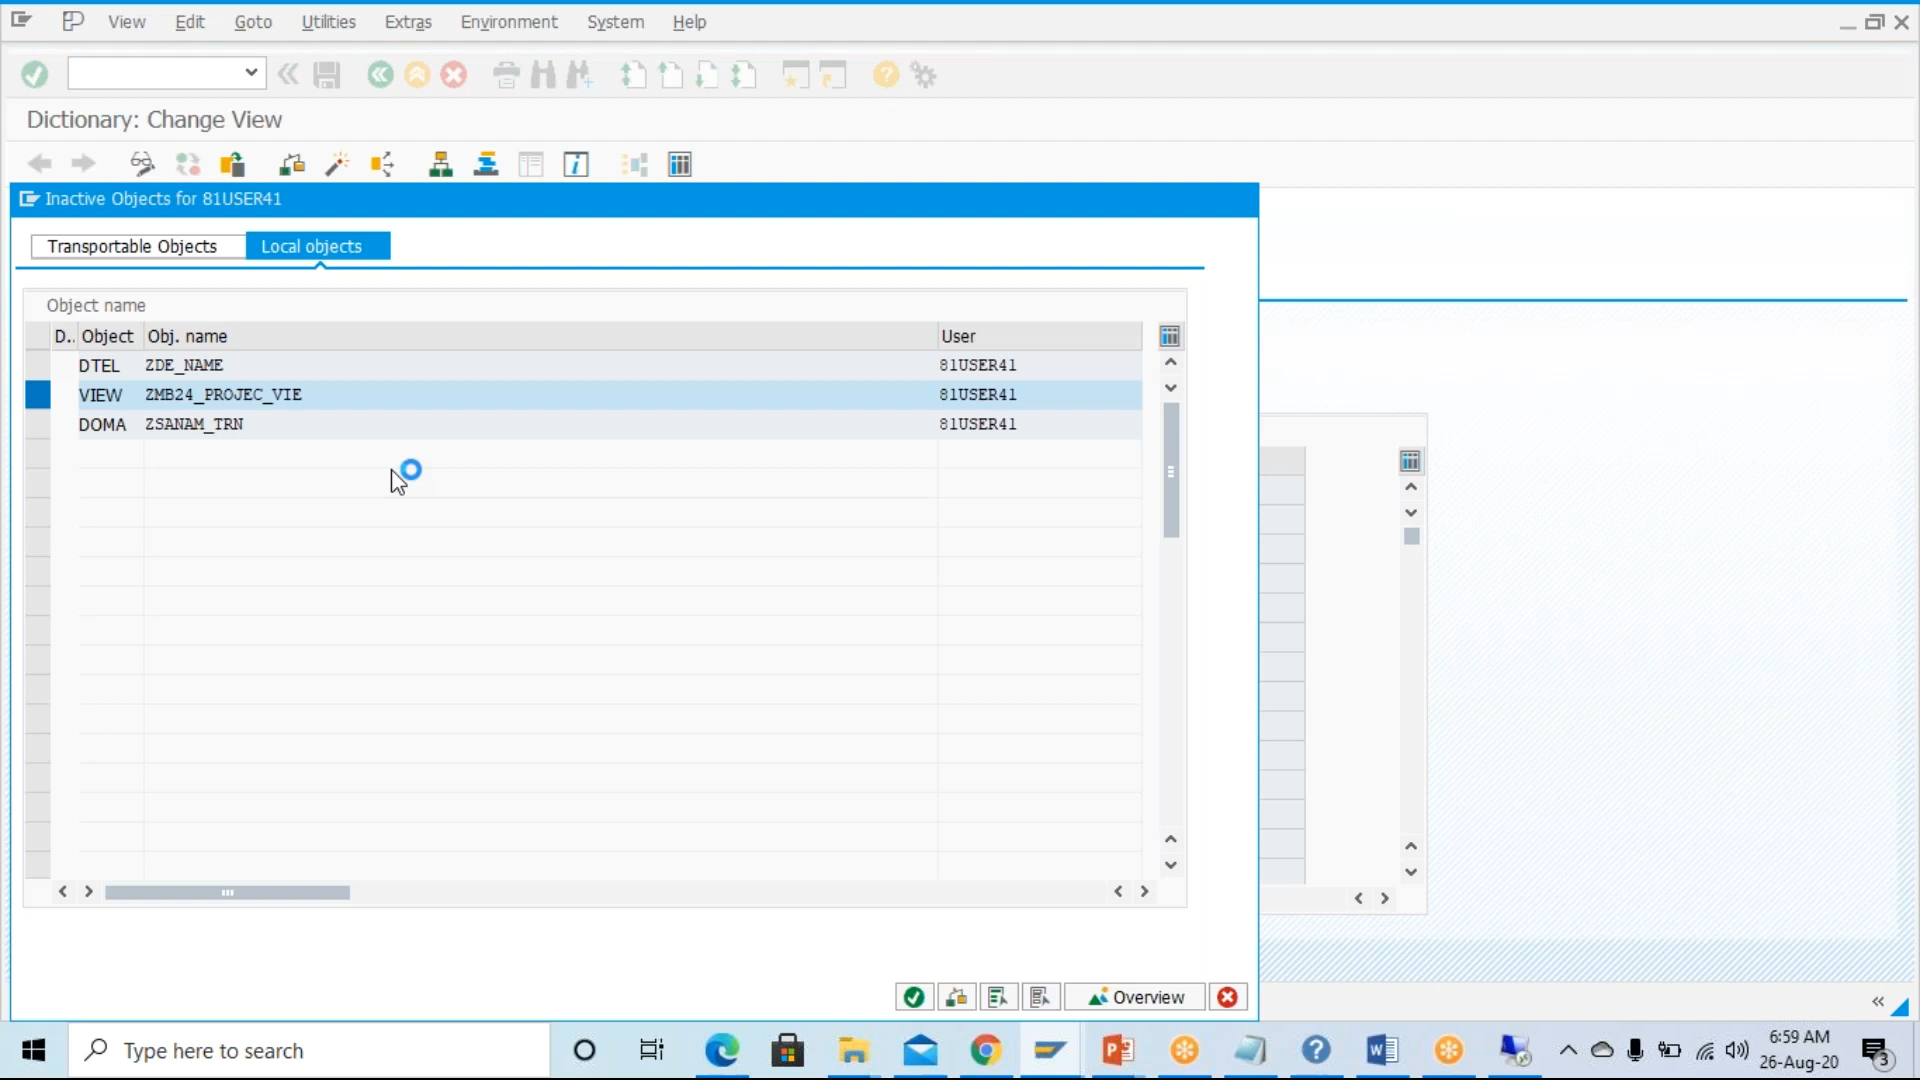 View Edit Goto Utilities Extras Environment System Help
Dictionary: Change View
Inactive Objects for 81USER41
Transportable Objects Local objects
Object name
D.. Object Obj. name User
DTEL ZDE_NAME 81USER41
VIEW ZMB24_PROJEC_VIE 81USER41
DOMA ZSANAM_TRN 81USER41
Overview
Type here to search
6:59 AM
26-Aug-20
3